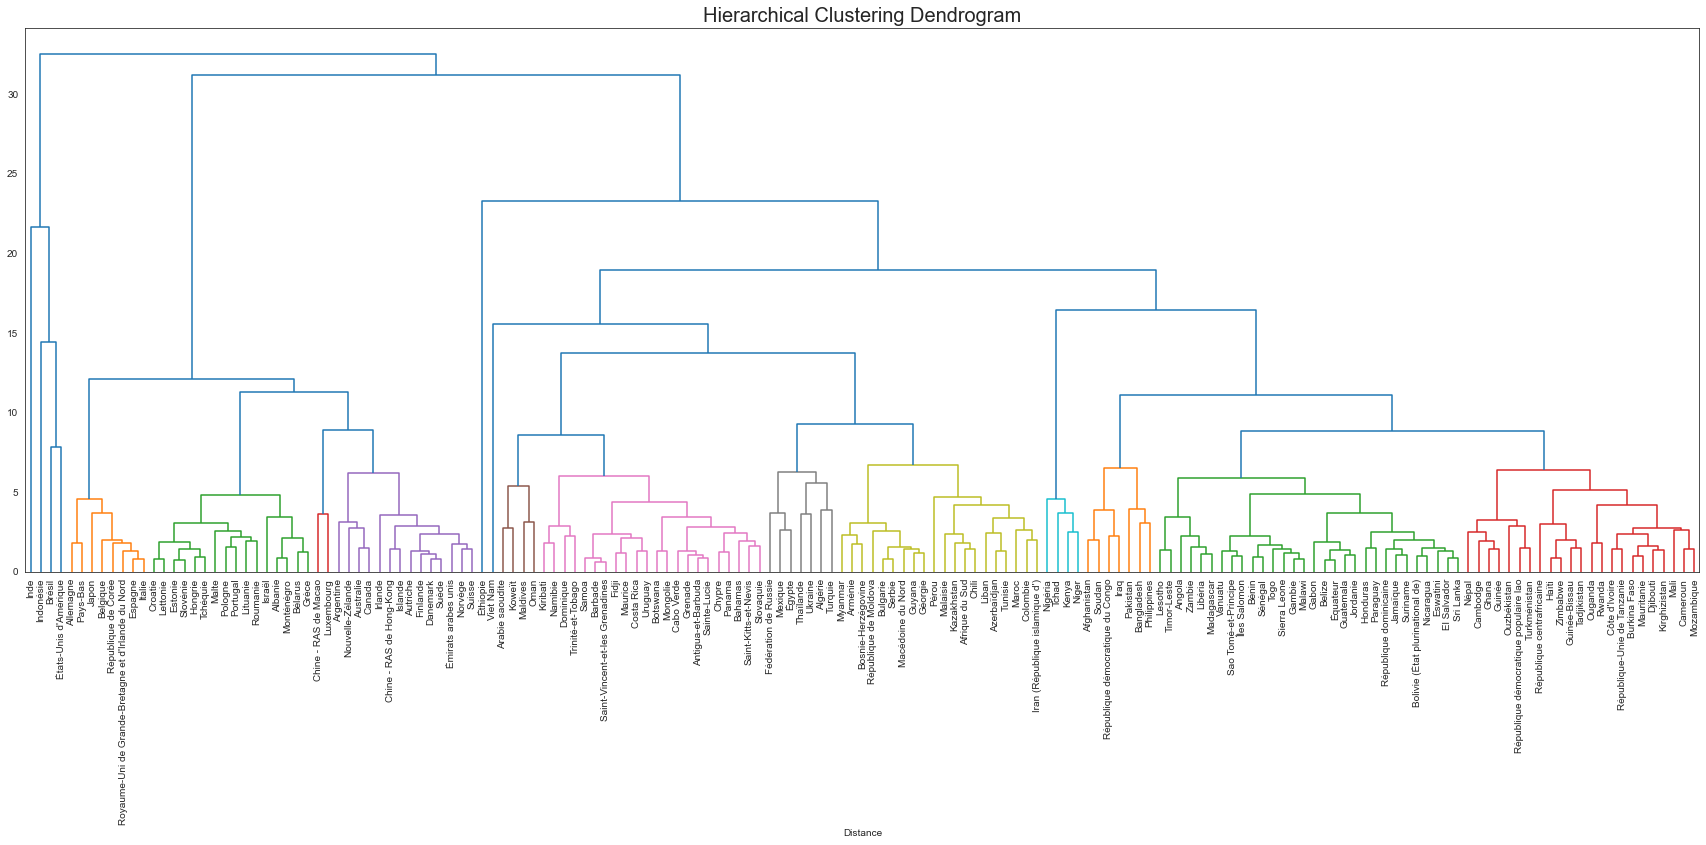 Hierarchical Clustering Dendrogram
30
25
20
15
10
5
0
Inde
Indonésie
Brésil
États-Unis d'Amérique
Allemagne
Pays-Bas
Japon
Belgique
République de Corée
Royaume-Uni de Grande-Bretagne et d'Irlande du Nord
Espagne
Italie
Croatie
Lettonie
Estonie
Slovénie
Hongrie
Tchéquie
Malte
Pologne
Portugal
Lituanie
Roumanie
Israël
Albanie
Monténégro
Bélarus
Grèce
Chine - RAS de Macao
Luxembourg
Argentine
Nouvelle-Zélande
Australie
Canada
Irlande
Chine - RAS de Hong-Kong
Islande
Autriche
Finlande
Danemark
Suède
Émirats arabes unis
Norvège
Suisse
Éthiopie
Viet Nam
Arabie saoudite
Koweït
Maldives
Oman
Kiribati
Namibie
Dominique
Trinité-et-Tobago
Samoa
Barbade
Saint-Vincent-et-les Grenadines
Fidji
Maurice
Costa Rica
Uruguay
Botswana
Mongolie
Cabo Verde
Grenade
Antigua-et-Barbuda
Sainte-Lucie
Chypre
Panama
Bahamas
Saint-Kitts-et-Nevis
Slovaquie
Fédération de Russie
Mexique
Égypte
Thaïlande
Ukraine
Algérie
Turquie
Myanmar
Arménie
Bosnie-Herzégovine
République de Moldova
Bulgarie
Serbie
Macédoine du Nord
Guyana
Géorgie
Pérou
Malaisie
Kazakhstan
Afrique du Sud
Chili
Liban
Azerbaïdjan
Tunisie
Maroc
Colombie
Iran (République islamique d')
Nigéria
Tchad
Kenya
Niger
Afghanistan
Soudan
République démocratique du Congo
Iraq
Pakistan
Bangladesh
Philippines
Lesotho
Timor-Leste
Angola
Zambie
Libéria
Madagascar
Vanuatu
Sao Tomé-et-Principe
Îles Salomon
Bénin
Sénégal
Togo
Sierra Leone
Gambie
Malawi
Gabon
Belize
Équateur
Guatemala
Jordanie
Honduras
Paraguay
République dominicaine
Jamaïque
Suriname
Bolivie (État plurinational de)
Nicaragua
Eswatini
El Salvador
Sri Lanka
Népal
Cambodge
Ghana
Guinée
Ouzbékistan
République démocratique populaire lao
Turkménistan
République centrafricaine
Haïti
Zimbabwe
Guinée-Bissau
Tadjikistan
Ouganda
Rwanda
Côte d'Ivoire
République-Unie de Tanzanie
Burkina Faso
Mauritanie
Djibouti
Kirghizistan
Mali
Cameroun
Mozambique
Distance